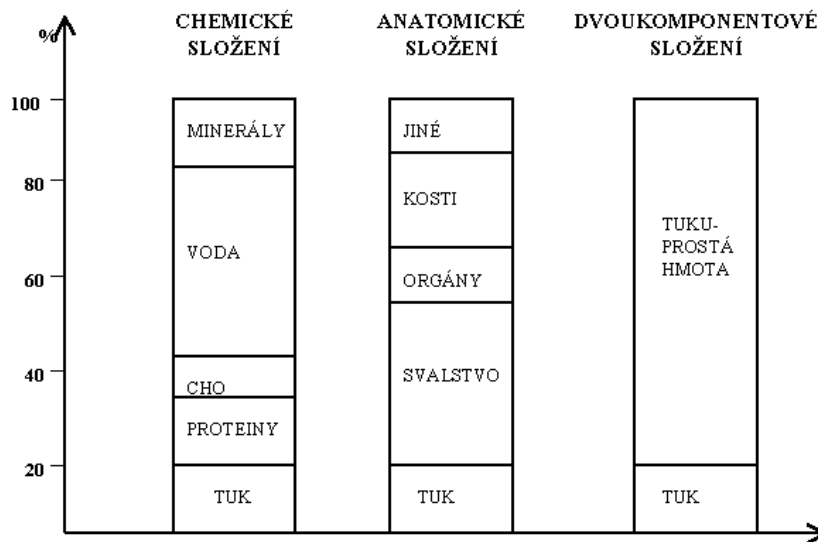 %
CHEMICKÉ
SLOŽENÍ
ANATOMICKÉ
SLOŽENÍ
DVOUKOMPONENTOVÉ
SLOŽENÍ
100
80
60
40
20
MINERÁLY
VODA
CHO
PROTEINY
TUK
JINÉ
KOSTI
ORGÁNY
SVALSTVO
TUK
TUKU-
PROSTÁ
HMOTA
TUK